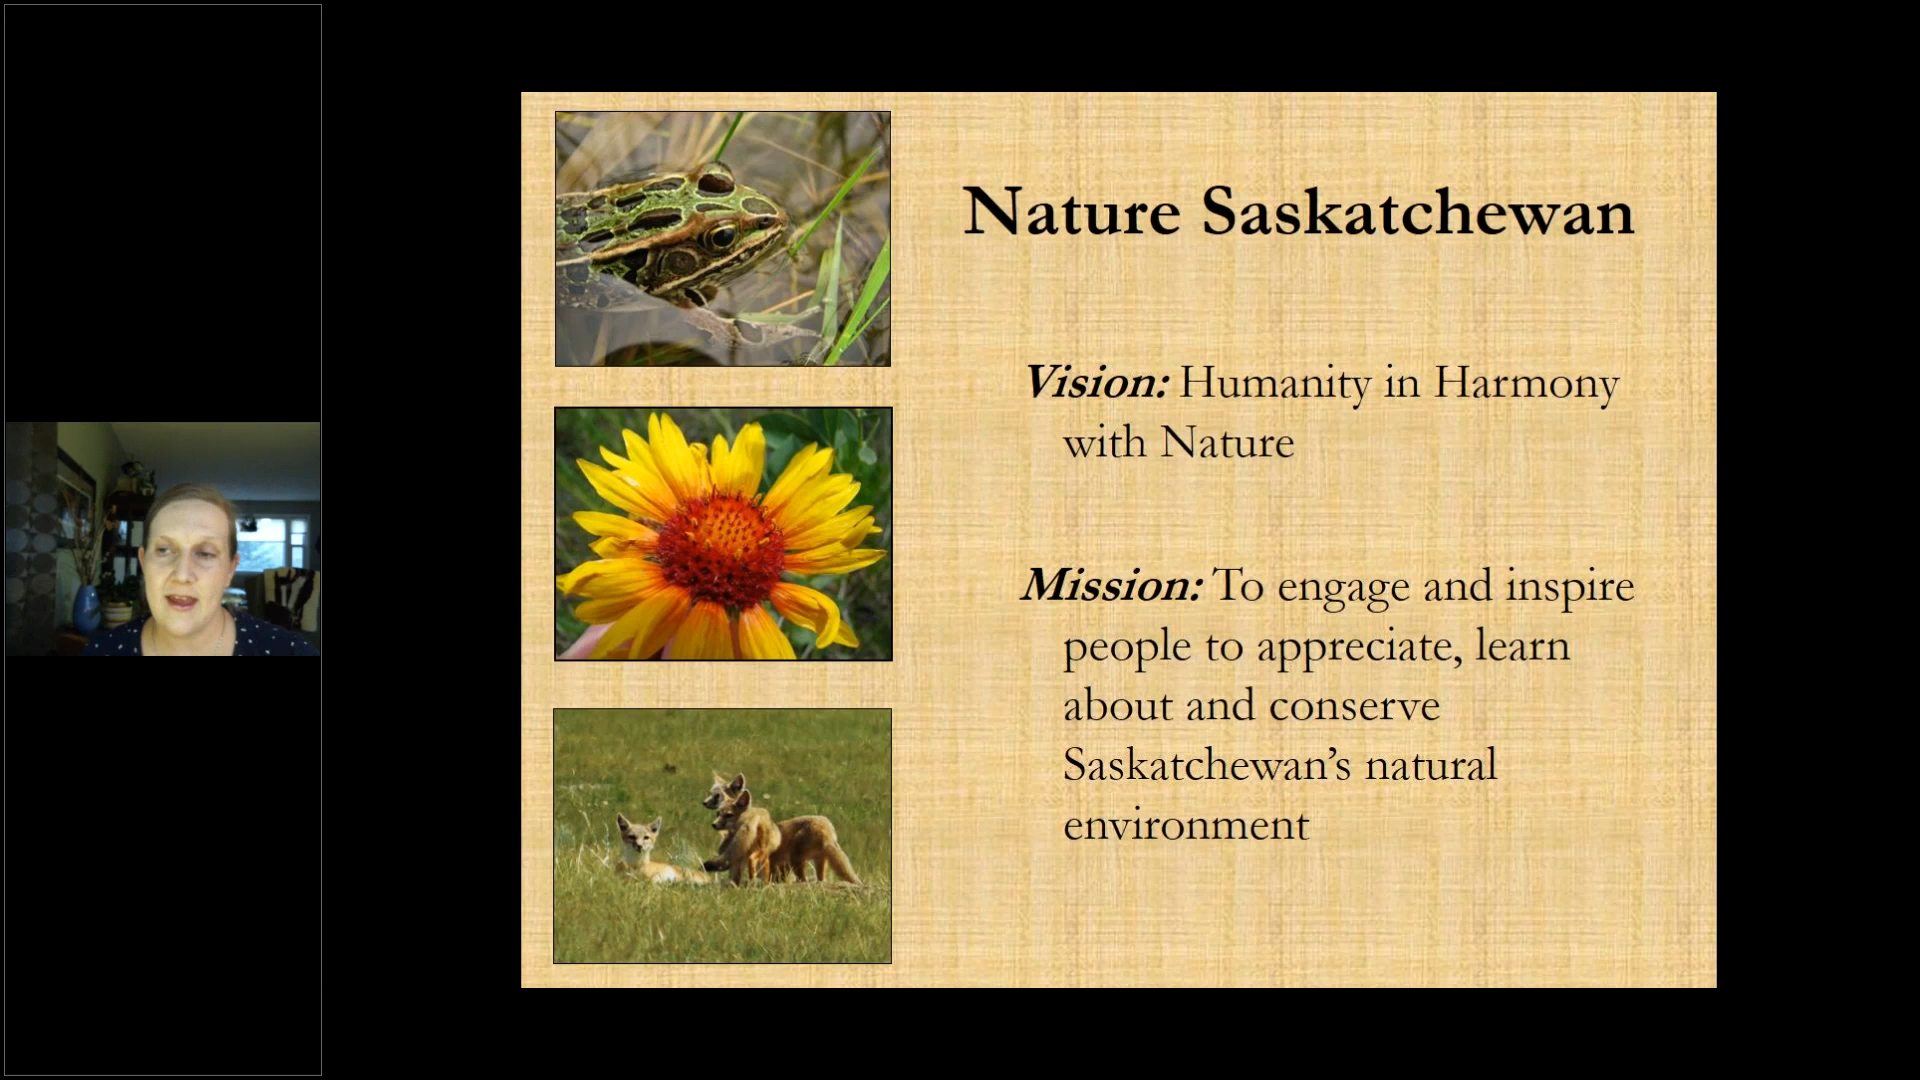 Nature Saskatchewan
Vision: Humanity in Harmony
with Nature
Mission: To engage and inspire
people to appreciate, learn
about and conserve
Saskatchewan’s natural
environment